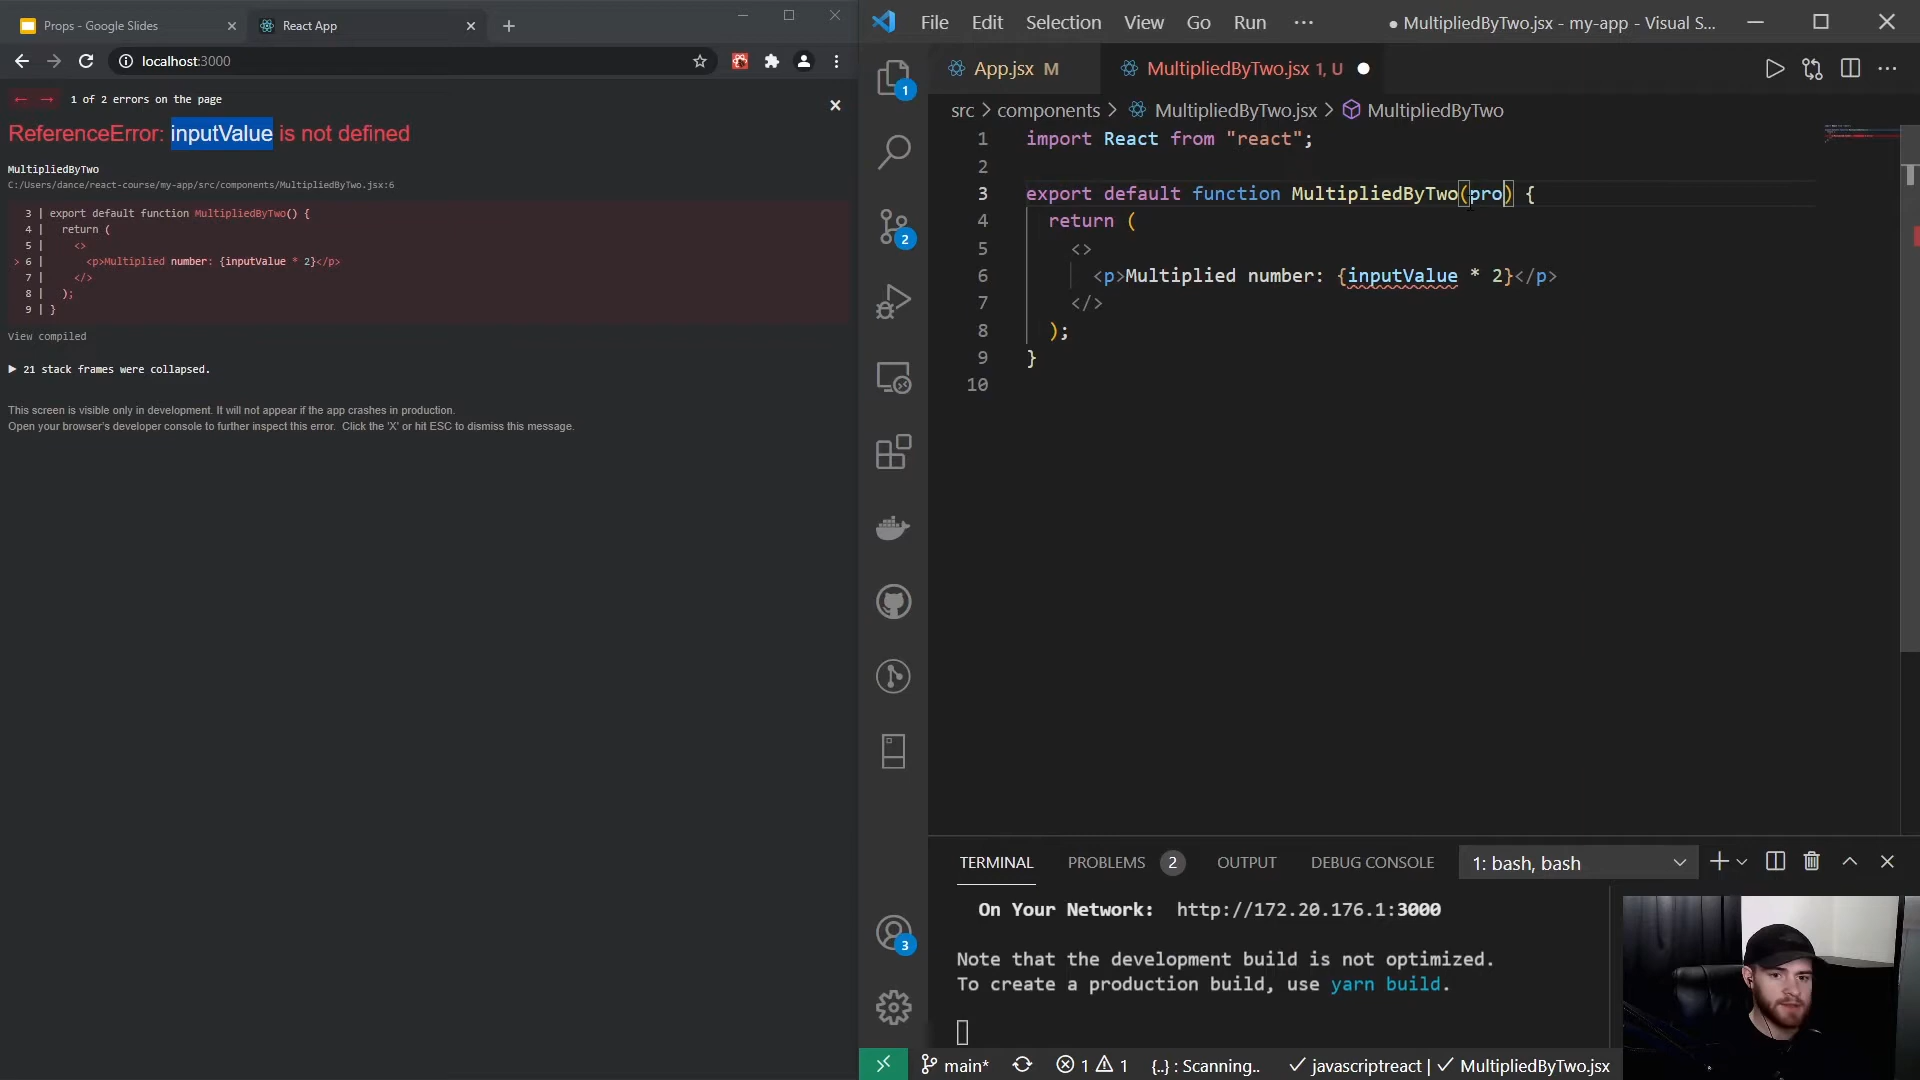 Props - Google Slides
React App
localhost:3000
1 of 2 errors on the page
ReferenceError: inputValue is not defined
MultipliedByTwo
C:/Users/dance/react-course/my-app/src/components/MultipliedByTwo.jsx:6
3 | export default function MultipliedByTwo() {
4 | return (
5 | <>
> 6 | <p>Multiplied number: {inputValue * 2}</p>
7 | </>
8 | );
9 | }
View compiled
▶ 21 stack frames were collapsed.
This screen is visible only in development. It will not appear if the app crashes in production.
Open your browser's developer console to further inspect this error. Click the 'X' or hit ESC to dismiss this message.
File Edit Selection View Go Run ··· ● MultipliedByTwo.jsx - my-app - Visual S...
App.jsx M
MultipliedByTwo.jsx 1, U
src > components > MultipliedByTwo.jsx > MultipliedByTwo
1 import React from "react";
2
3 export default function MultipliedByTwo(pro) {
4 return (
5 <>
6 <p>Multiplied number: {inputValue * 2}</p>
7 </>
8 );
9 }
10
1
2
3
TERMINAL PROBLEMS 2 OUTPUT DEBUG CONSOLE 1: bash, bash
On Your Network: http://172.20.176.1:3000
Note that the development build is not optimized.
To create a production build, use yarn build.
main* 1 1 {..} : Scanning.. ✓ javascriptreact | ✓ MultipliedByTwo.jsx